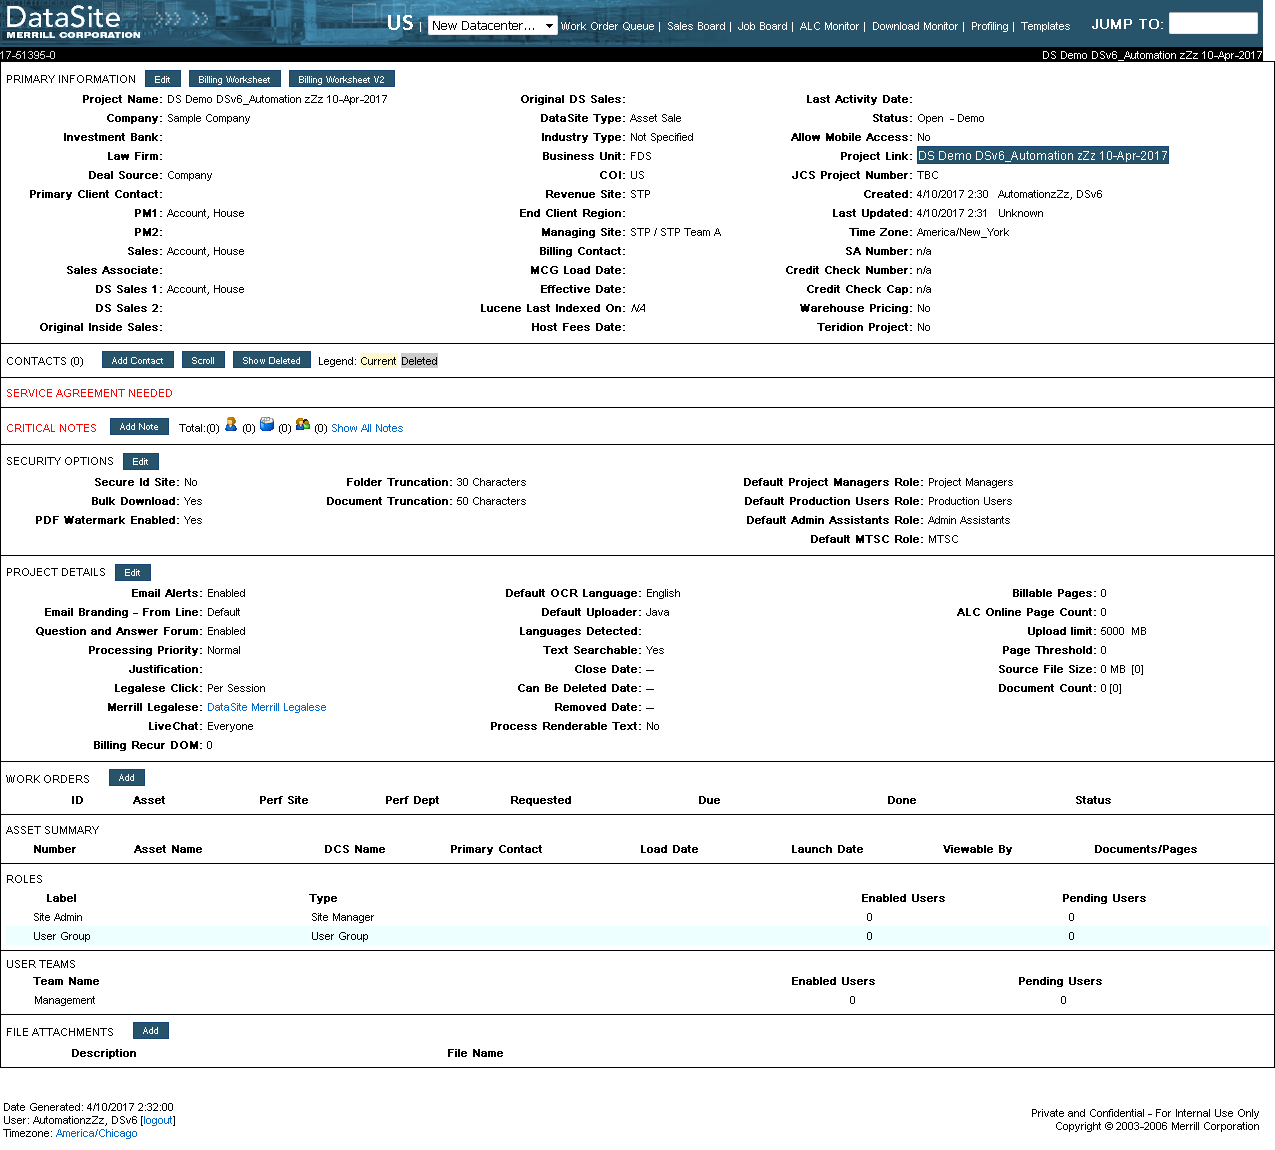 DataSite
MERRILL CORPORATION
US | New Datacenter... Work Order Queue | Sales Board | Job Board | ALC Monitor | Download Monitor | Profiling | Templates JUMP TO:
17-51395-0 DS Demo DSv6_Automation zZz 10-Apr-2017
PRIMARY INFORMATION Edit Billing Worksheet Billing Worksheet V2
Project Name: DS Demo DSv6_Automation zZz 10-Apr-2017 Original DS Sales: Last Activity Date:
Company: Sample Company DataSite Type: Asset Sale Status: Open - Demo
Investment Bank: Industry Type: Not Specified Allow Mobile Access: No
Law Firm: Business Unit: FDS Project Link: DS Demo DSv6_Automation zZz 10-Apr-2017
Deal Source: Company COI: US JCS Project Number: TBC
Primary Client Contact: Revenue Site: STP Created: 4/10/2017 2:30 AutomationzZz, DSv6
PM1: Account, House End Client Region: Last Updated: 4/10/2017 2:31 Unknown
PM2: Managing Site: STP / STP Team A Time Zone: America/New_York
Sales: Account, House Billing Contact: SA Number: n/a
Sales Associate: MCG Load Date: Credit Check Number: n/a
DS Sales 1: Account, House Effective Date: Credit Check Cap: n/a
DS Sales 2: Lucene Last Indexed On: N/A Warehouse Pricing: No
Original Inside Sales: Host Fees Date: Teridion Project: No
CONTACTS (0) Add Contact Scroll Show Deleted Legend: Current Deleted
SERVICE AGREEMENT NEEDED
CRITICAL NOTES Add Note Total:(0) (0) (0) (0) Show All Notes
SECURITY OPTIONS Edit
Secure Id Site: No Folder Truncation: 30 Characters Default Project Managers Role: Project Managers
Bulk Download: Yes Document Truncation: 50 Characters Default Production Users Role: Production Users
PDF Watermark Enabled: Yes Default Admin Assistants Role: Admin Assistants
Default MTSC Role: MTSC
PROJECT DETAILS Edit
Email Alerts: Enabled Default OCR Language: English Billable Pages: 0
Email Branding - From Line: Default Default Uploader: Java ALC Online Page Count: 0
Question and Answer Forum: Enabled Languages Detected: Upload limit: 5000 MB
Processing Priority: Normal Text Searchable: Yes Page Threshold: 0
Justification: Close Date: -- Source File Size: 0 MB [0]
Legalese Click: Per Session Can Be Deleted Date: -- Document Count: 0 [0]
Merrill Legalese: DataSite Merrill Legalese Removed Date: --
LiveChat: Everyone Process Renderable Text: No
Billing Recur DOM: 0
WORK ORDERS Add
ID Asset Perf Site Perf Dept Requested Due Done Status
ASSET SUMMARY
Number Asset Name DCS Name Primary Contact Load Date Launch Date Viewable By Documents/Pages
ROLES
Label Type Enabled Users Pending Users
Site Admin Site Manager 0 0
User Group User Group 0 0
USER TEAMS
Team Name Enabled Users Pending Users
Management 0 0
FILE ATTACHMENTS Add
Description File Name
Date Generated: 4/10/2017 2:32:00
User: AutomationzZz, DSv6 [logout]
Timezone: America/Chicago
Private and Confidential - For Internal Use Only
Copyright © 2003-2006 Merrill Corporation